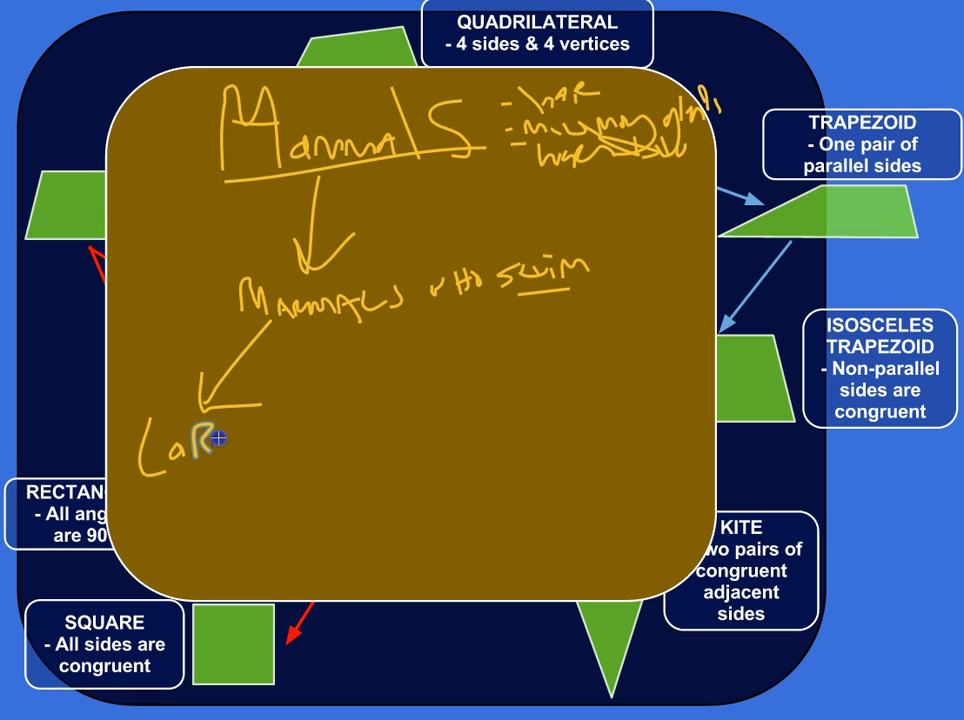 QUADRILATERAL
- 4 sides & 4 vertices
MammalS
- hair
TRAPEZOID
- One pair of
parallel sides
MAMMALS WHO SWIM
ISOSCELES
TRAPEZOID
- Non-parallel
sides are
congruent
LaR
RECTAN
- All ang
are 90
KITE
wo pairs of
congruent
adjacent
sides
SQUARE
- All sides are
congruent